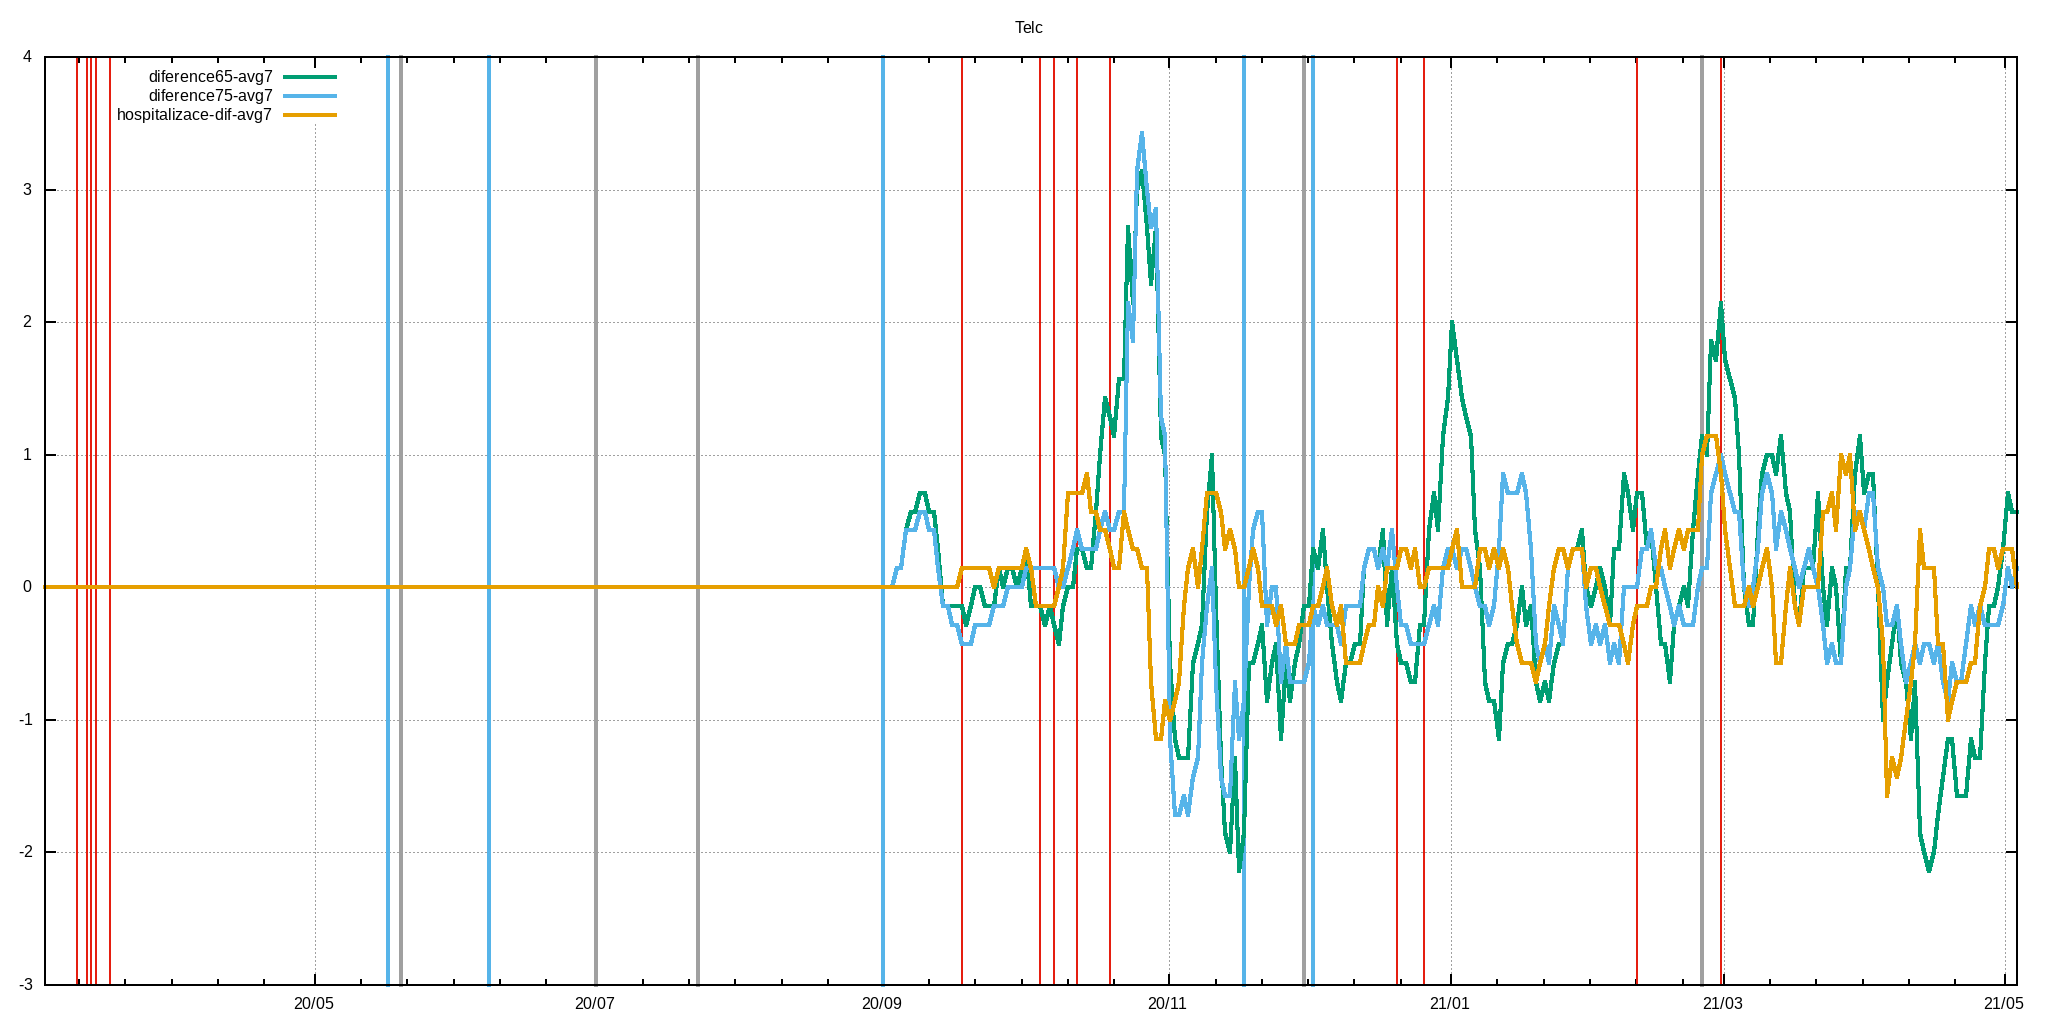 Telc
4
diference65-avg7
diference75-avg7
hospitalizace-dif-avg7
3
2
1
0
-1
-2
-3
20/05 20/07 20/09 20/11 21/01 21/03 21/05